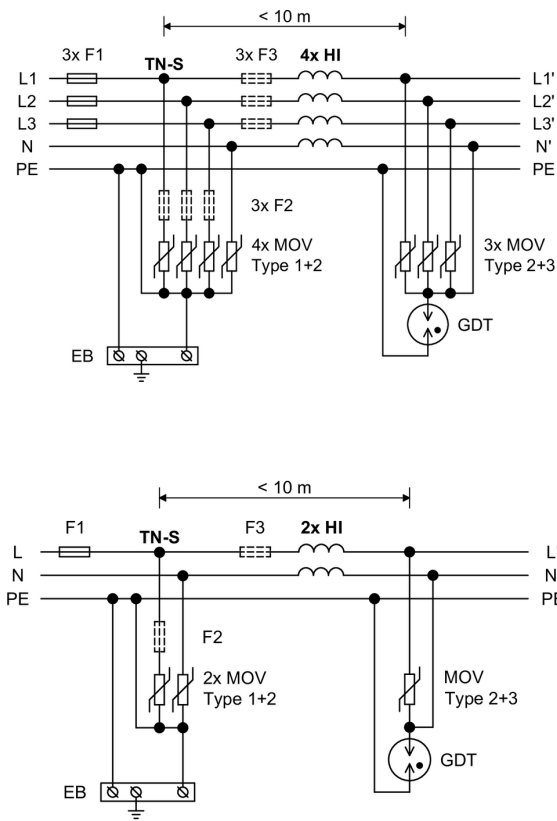 < 10 m
3x F1
TN-S
3x F3
4x HI
L1
L1'
L2
L2'
L3
L3'
N
N'
PE
PE
3x F2
4x MOV
Type 1+2
3x MOV
Type 2+3
GDT
EB
< 10 m
F1
TN-S
F3
2x HI
L
L'
N
N
PE
PE
F2
2x MOV
Type 1+2
MOV
Type 2+3
GDT
EB